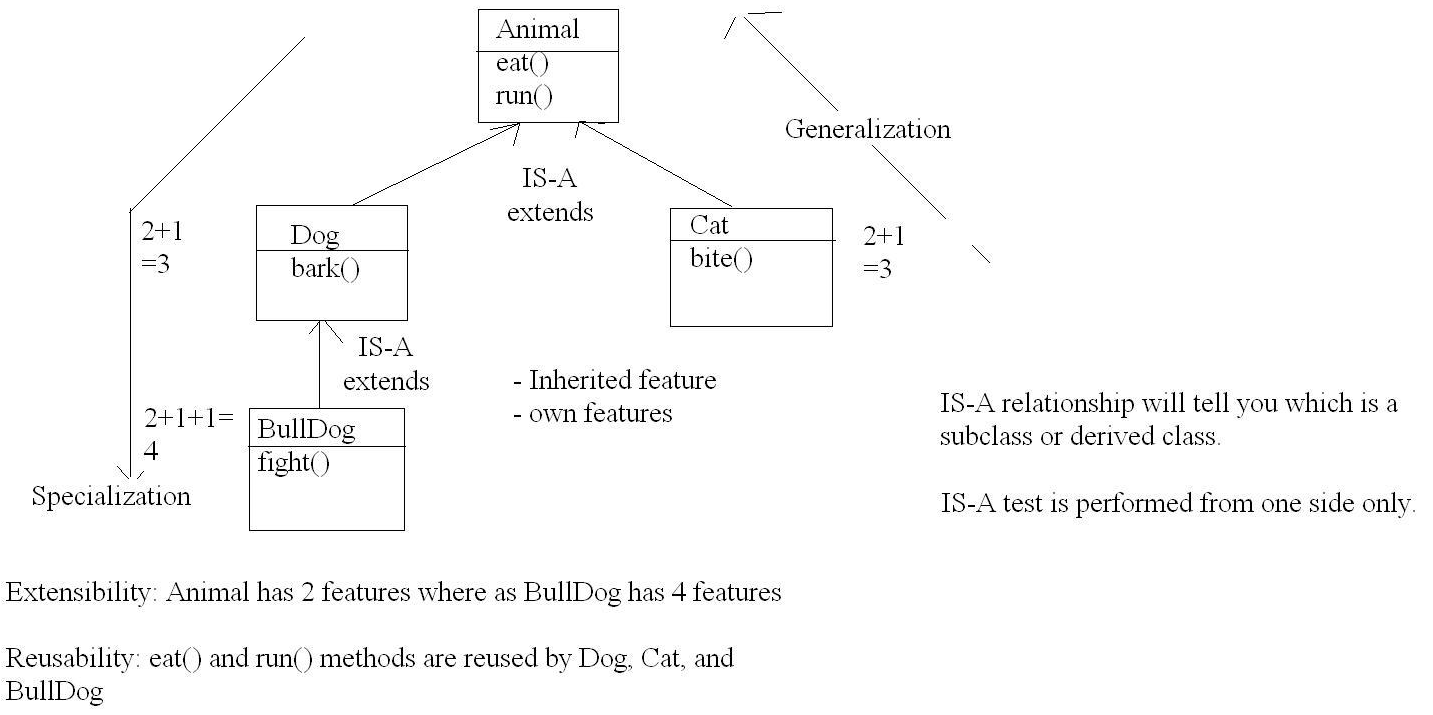 Animal
eat()
run()
Generalization
IS-A
extends
2+1
=3
Dog
bark()
Cat
bite()
2+1
=3
IS-A
extends
- Inherited feature
- own features
2+1+1=
4
BullDog
fight()
Specialization
IS-A relationship will tell you which is a
subclass or derived class.
IS-A test is performed from one side only.
Extensibility: Animal has 2 features where as BullDog has 4 features
Reusability: eat() and run() methods are reused by Dog, Cat, and
BullDog